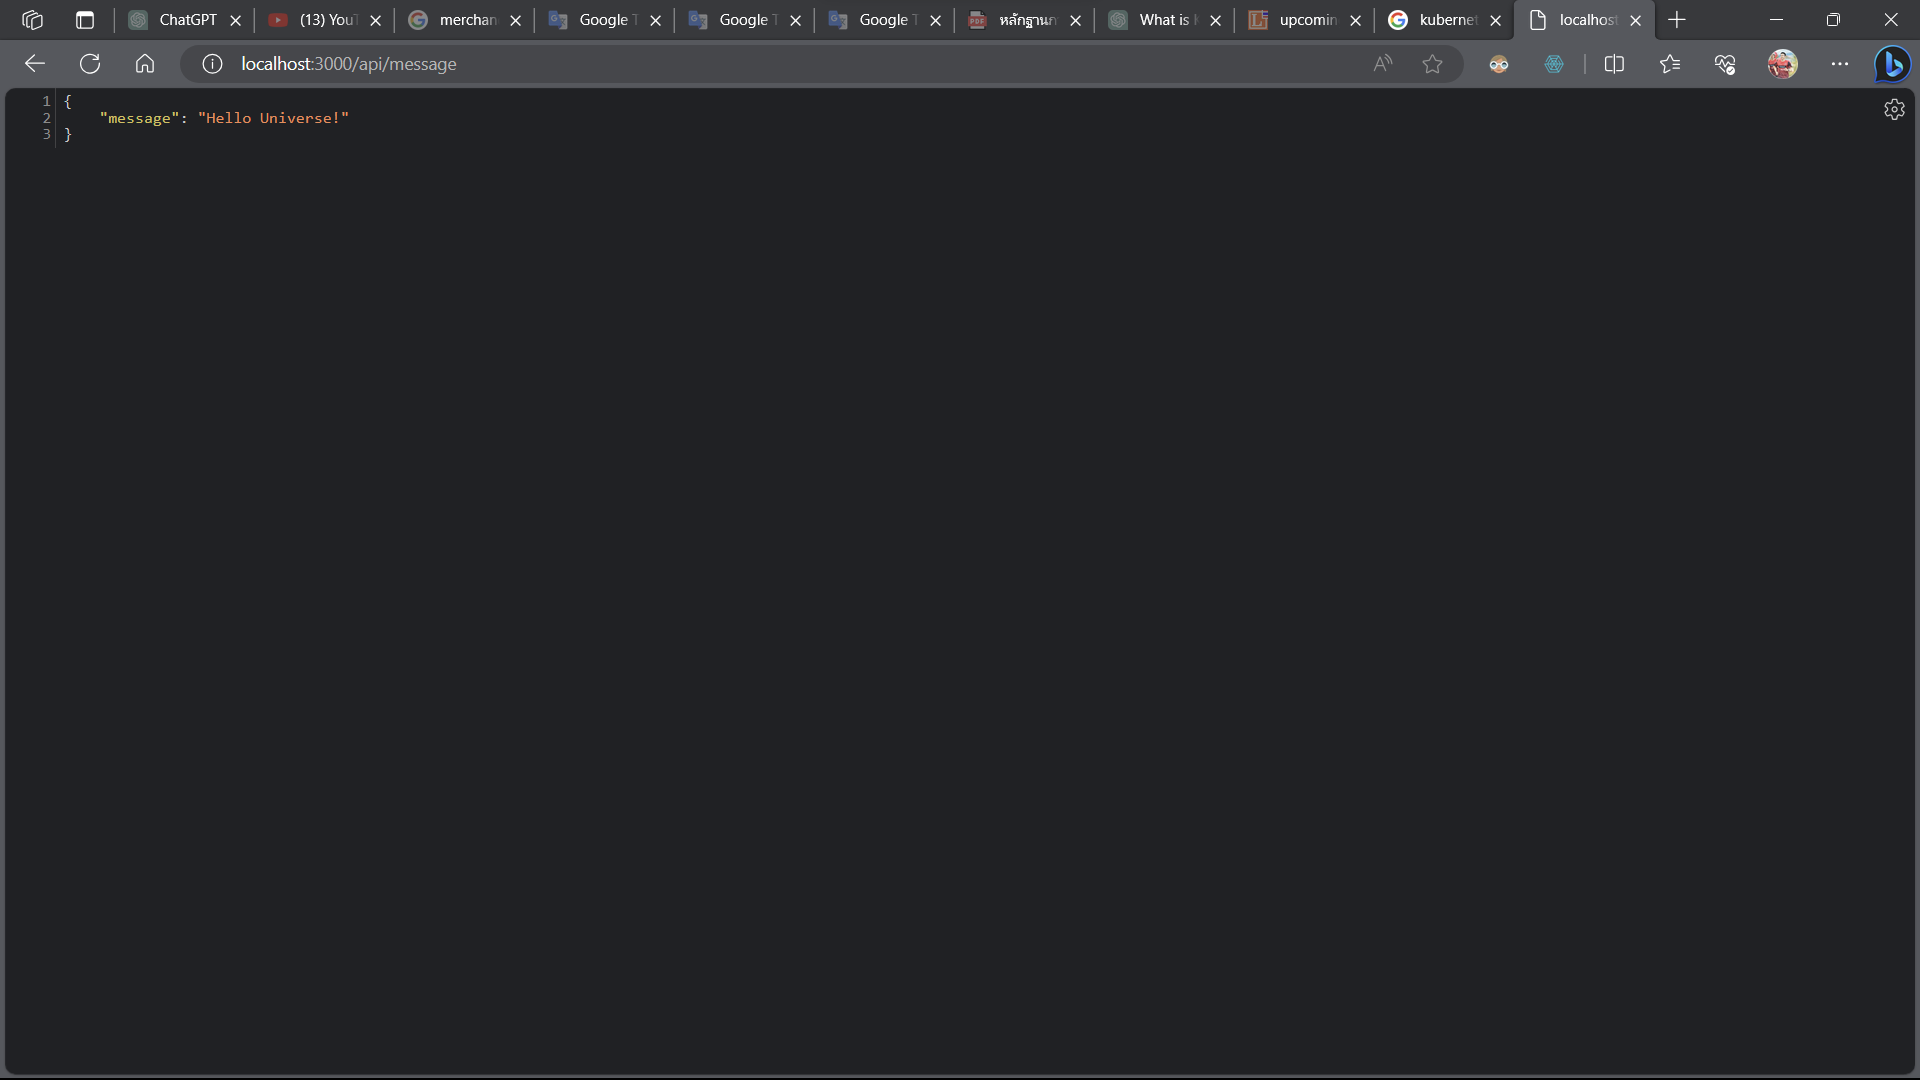 ChatGPT
(13) YouT
merchan
Google T
Google T
Google T
หลักฐานก
What is
upcomin
kubernet
localhost
localhost:3000/api/message
1 {
2 "message": "Hello Universe!"
3 }